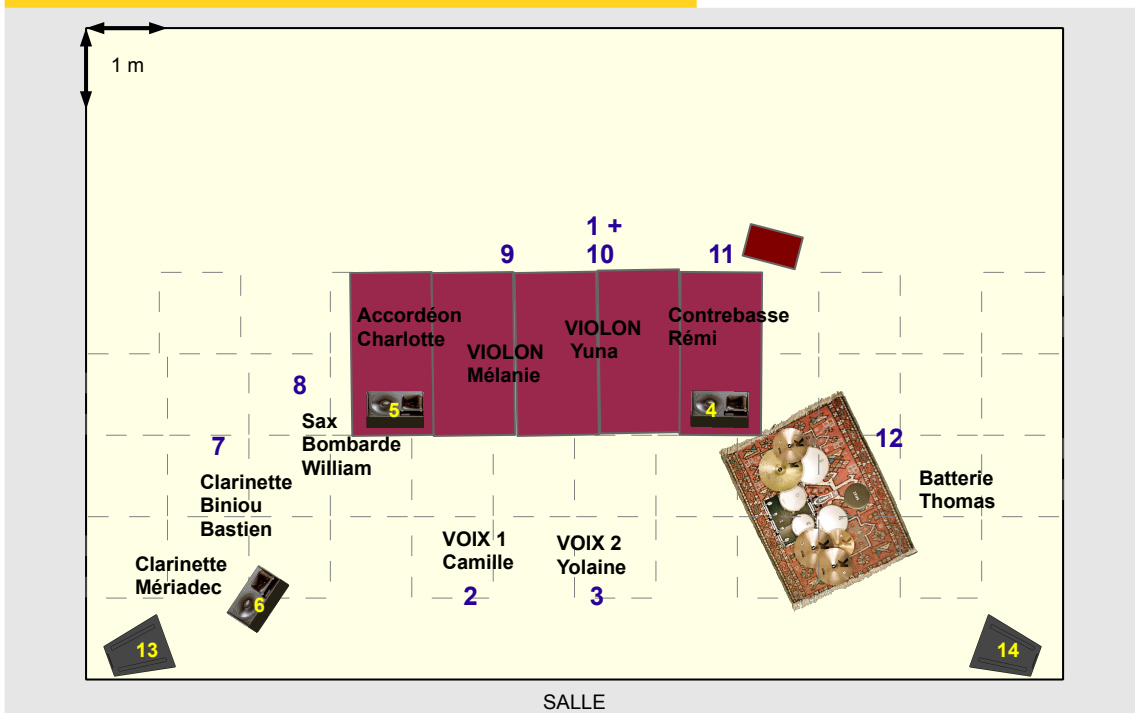 1 m
1 +
9
10
11
Accordéon
Charlotte
VIOLON
Mélanie
VIOLON
Yuna
Contrebasse
Rémi
5
4
8
Sax
Bombarde
William
7
Clarinette
Biniou
Bastien
12
Batterie
Thomas
VOIX 1
Camille
VOIX 2
Yolaine
Clarinette
Mériadec
6
2
3
13
14
SALLE